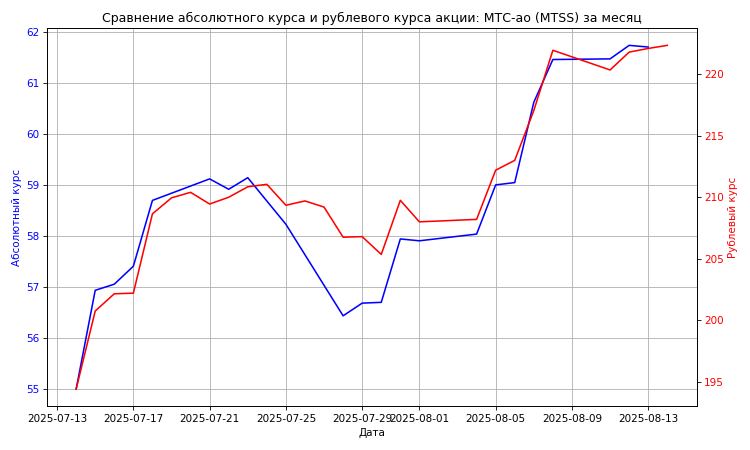 Сравнение абсолютного курса и рублевого курса акции: МТС-ао (MTSS) за месяц
62
61
60
59
58
57
56
55
Абсолютный курс
220
215
210
205
200
195
Рублевый курс
2025-07-13 2025-07-17 2025-07-21 2025-07-25 2025-07-29 2025-08-01 2025-08-05 2025-08-09 2025-08-13
Дата